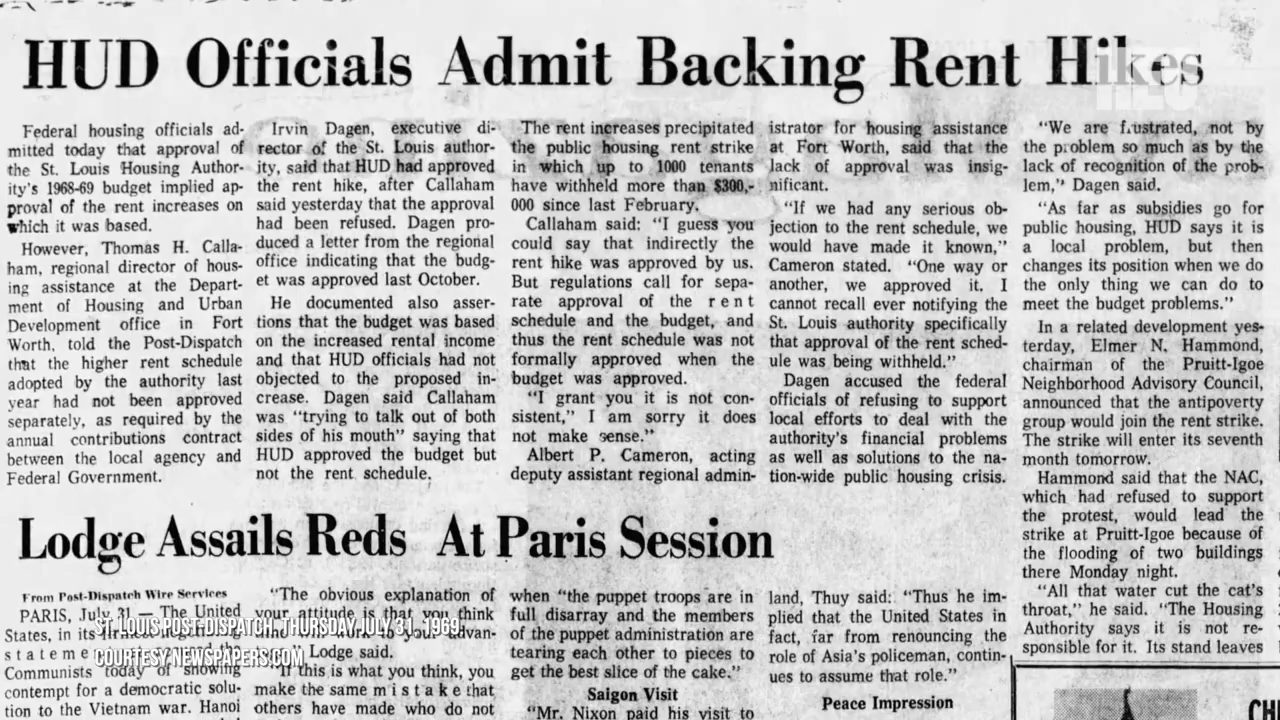 HUD Officials Admit Backing Rent Hikes
Federal housing officials ad-
mitted today that approval of
the St. Louis Housing Author-
ity's 1968-69 budget implied ap-
proval of the rent increases on
which it was based.
However, Thomas H. Calla-
ham, regional director of hous-
ing assistance at the Depart-
ment of Housing and Urban
Development office in Fort
Worth, told the Post-Dispatch
that the higher rent schedule
adopted by the authority last
year had not been approved
separately, as required by the
annual contributions contract
between the local agency and
Federal Government.
Irvin Dagen, executive di-
rector of the St. Louis author-
ity, said that HUD had approved
the rent hike, after Callaham
said yesterday that the approval
had been refused. Dagen pro-
duced a letter from the regional
office indicating that the budg-
et was approved last October.
He documented also asser-
tions that the budget was based
on the increased rental income
and that HUD officials had not
objected to the proposed in-
crease. Dagen said Callaham
was "trying to talk out of both
sides of his mouth" saying that
HUD approved the budget but
not the rent schedule.
The rent increases precipitated
the public housing rent strike
in which up to 1000 tenants
have withheld more than $300,-
000 since last February.
Callaham said: "I guess you
could say that indirectly the
rent hike was approved by us.
But regulations call for sepa-
rate approval of the rent
schedule and the budget, and
thus the rent schedule was not
formally approved when the
budget was approved.
"I grant you it is not con-
sistent," I am sorry it does
not make sense."
Albert P. Cameron, acting
deputy assistant regional admin-
istrator for housing assistance
at Fort Worth, said that the
lack of approval was insig-
nificant.
"If we had any serious ob-
jection to the rent schedule, we
would have made it known,"
Cameron stated. "One way or
another, we approved it. I
cannot recall ever notifying the
St. Louis authority specifically
that approval of the rent sched-
ule was being withheld."
Dagen accused the federal
officials of refusing to support
local efforts to deal with the
authority's financial problems
as well as solutions to the na-
tion-wide public housing crisis.
"We are frustrated, not by
the problem so much as by the
lack of recognition of the prob-
lem," Dagen said.
"As far as subsidies go for
public housing, HUD says it is
a local problem, but then
changes its position when we do
the only thing we can do to
meet the budget problems."
In a related development yes-
terday, Elmer N. Hammond,
chairman of the Pruitt-Igoe
Neighborhood Advisory Council,
announced that the antipoverty
group would join the rent strike.
The strike will enter its seventh
month tomorrow.
Hammond said that the NAC,
which had refused to support
the protest, would lead the
strike at Pruitt-Igoe because of
the flooding of two buildings
there Monday night.
"All that water cut the cat's
throat," he said. "The Housing
Authority says it is not re-
sponsible for it. Its stand leaves
Lodge Assails Reds At Paris Session
From Post-Dispatch Wire Services
PARIS, July 31 — The United
States, in its
stateme
Communists today of showing
contempt for a democratic solu-
tion to the Vietnam war. Hanoi
"The obvious explanation of
your attitude is that you think
to your advan-
Lodge said.
"If this is what you think, you
make the same mistake that
others have made who do not
when "the puppet troops are in
full disarray and the members
of the puppet administration are
tearing each other to pieces to
get the best slice of the cake."
Saigon Visit
"Mr. Nixon paid his visit to
land, Thuy said: "Thus he im-
plied that the United States in
fact, far from renouncing the
role of Asia's policeman, contin-
ues to assume that role."
Peace Impression
CH
ST. LOUIS POST-DISPATCH, THURSDAY, JULY 31, 1969
COURTESY NEWSPAPERS.COM
HEC